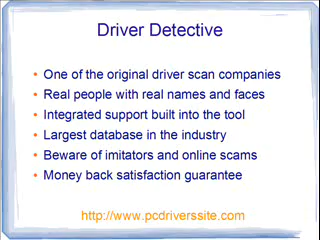 Driver Detective
• One of the original driver scan companies
• Real people with real names and faces
• Integrated support built into the tool
• Largest database in the industry
• Beware of imitators and online scams
• Money back satisfaction guarantee
http://www.pcdriverssite.com